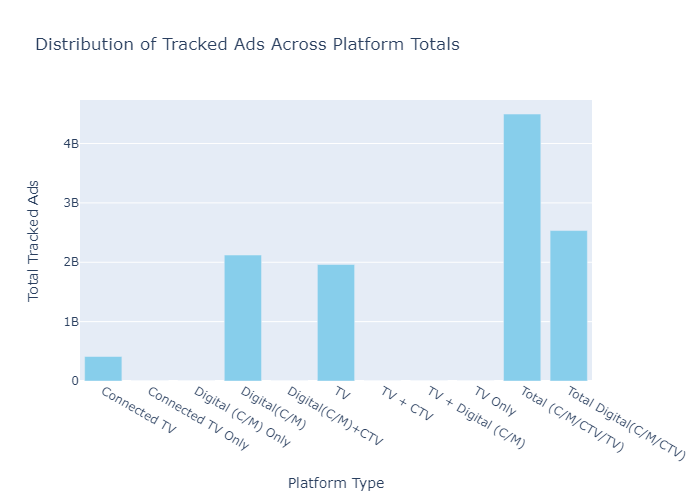 Distribution of Tracked Ads Across Platform Totals
Total Tracked Ads
4B
3B
2B
1B
0
Connected TV
Connected TV Only
Digital (C/M) Only
Digital(C/M)
Digital(C/M)+CTV
TV
TV + CTV
TV + Digital (C/M)
TV Only
Total (C/M/CTV/TV)
Total Digital(C/M/CTV)
Platform Type